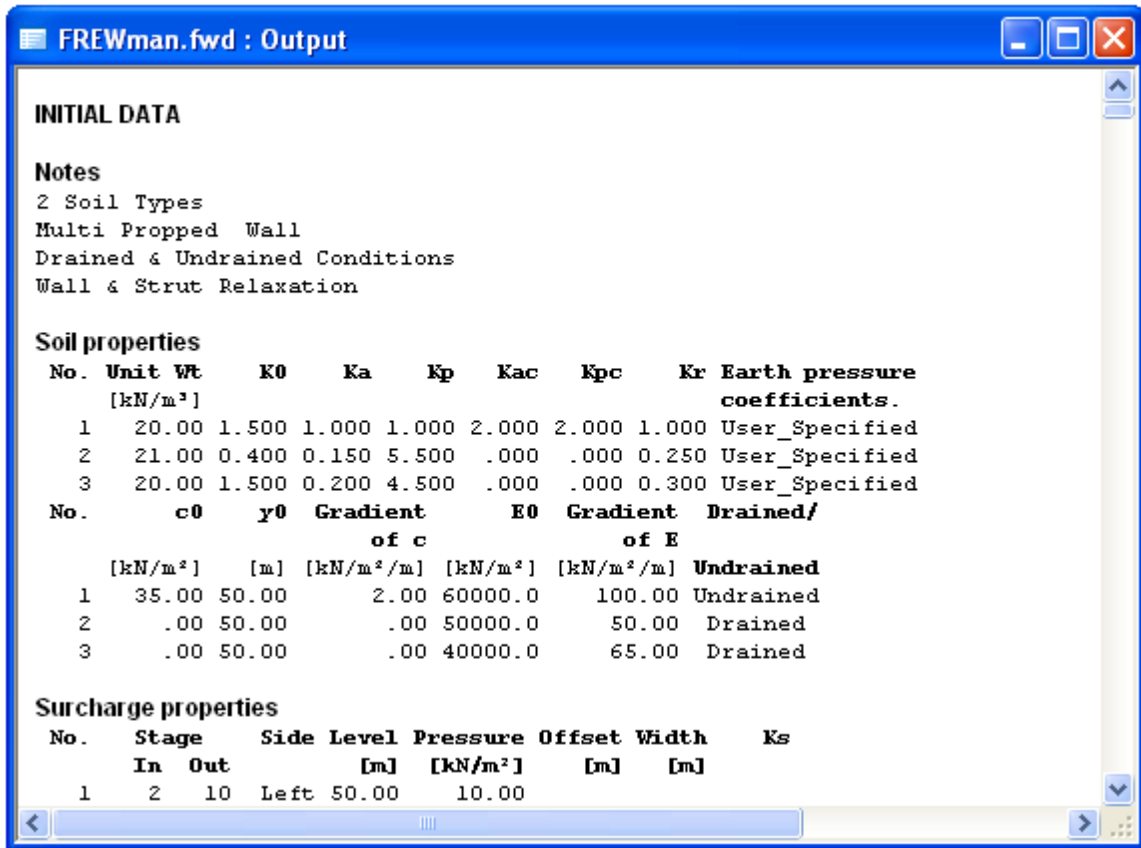 FREWman.fwd : Output
INITIAL DATA
Notes
2 Soil Types
Multi Propped  Wall
Drained & Undrained Conditions
Wall & Strut Relaxation
Soil properties
No. Unit Wt K0 Ka Kp Kac Kpc Kr Earth pressure
[kN/m³] coefficients.
1 20.00 1.500 1.000 1.000 2.000 2.000 1.000 User_Specified
2 21.00 0.400 0.150 5.500 .000 .000 0.250 User_Specified
3 20.00 1.500 0.200 4.500 .000 .000 0.300 User_Specified
No. c0 y0 Gradient E0 Gradient Drained/
of c of E
[kN/m²] [m] [kN/m²/m] [kN/m²] [kN/m²/m] Undrained
1 35.00 50.00 2.00 60000.0 100.00 Undrained
2 .00 50.00 .00 50000.0 50.00 Drained
3 .00 50.00 .00 40000.0 65.00 Drained
Surcharge properties
No. Stage Side Level Pressure Offset Width Ks
In Out [m] [kN/m²] [m] [m]
1 2 10 Left 50.00 10.00